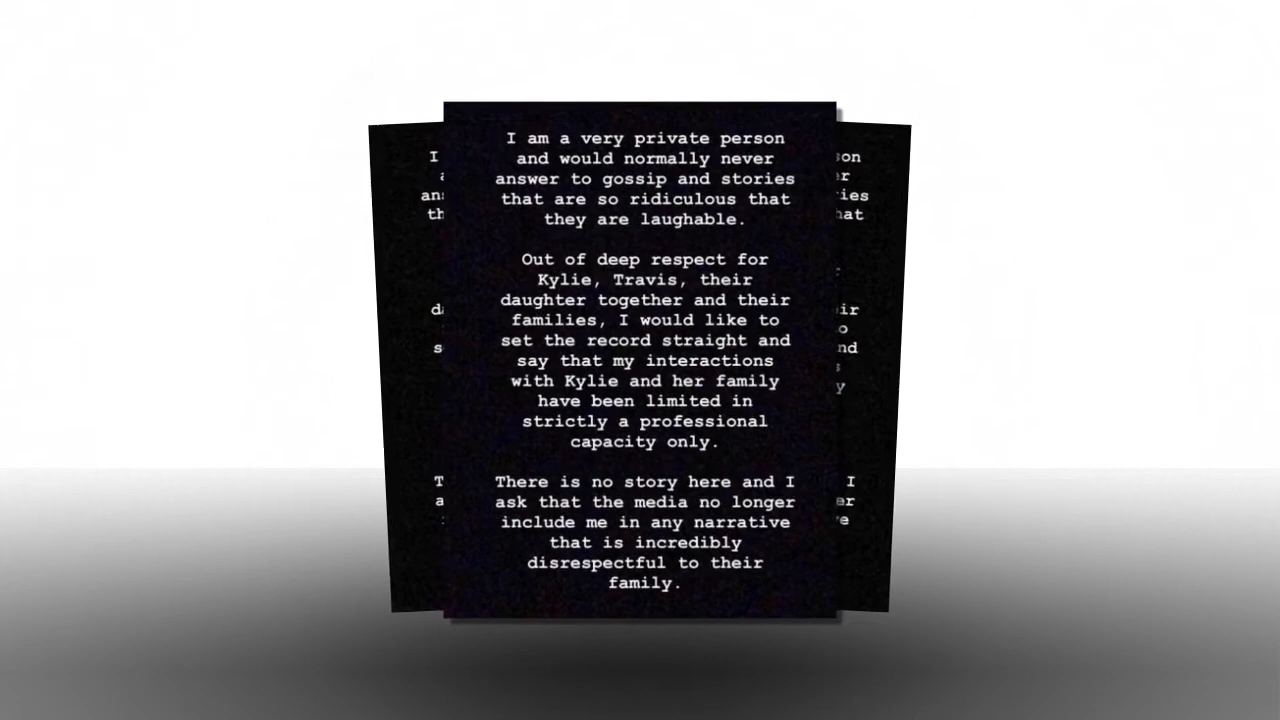 I am a very private person
and would normally never
answer to gossip and stories
that are so ridiculous that
they are laughable.
Out of deep respect for
Kylie, Travis, their
daughter together and their
families, I would like to
set the record straight and
say that my interactions
with Kylie and her family
have been limited in
strictly a professional
capacity only.
There is no story here and I
ask that the media no longer
include me in any narrative
that is incredibly
disrespectful to their
family.